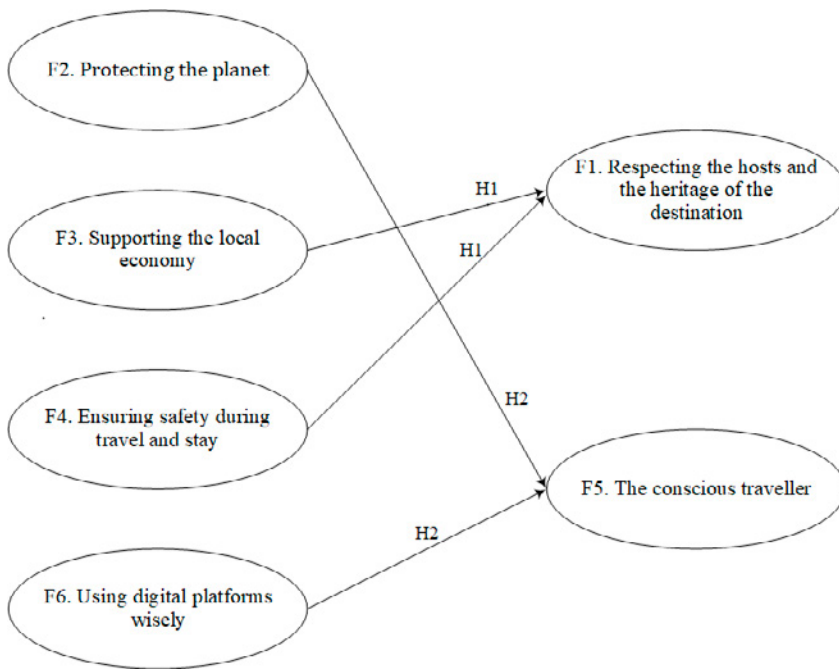 F2. Protecting the planet
F1. Respecting the hosts and
the heritage of the
destination
H1
F3. Supporting the local
economy
H1
F4. Ensuring safety during
travel and stay
H2
F5. The conscious traveller
H2
F6. Using digital platforms
wisely